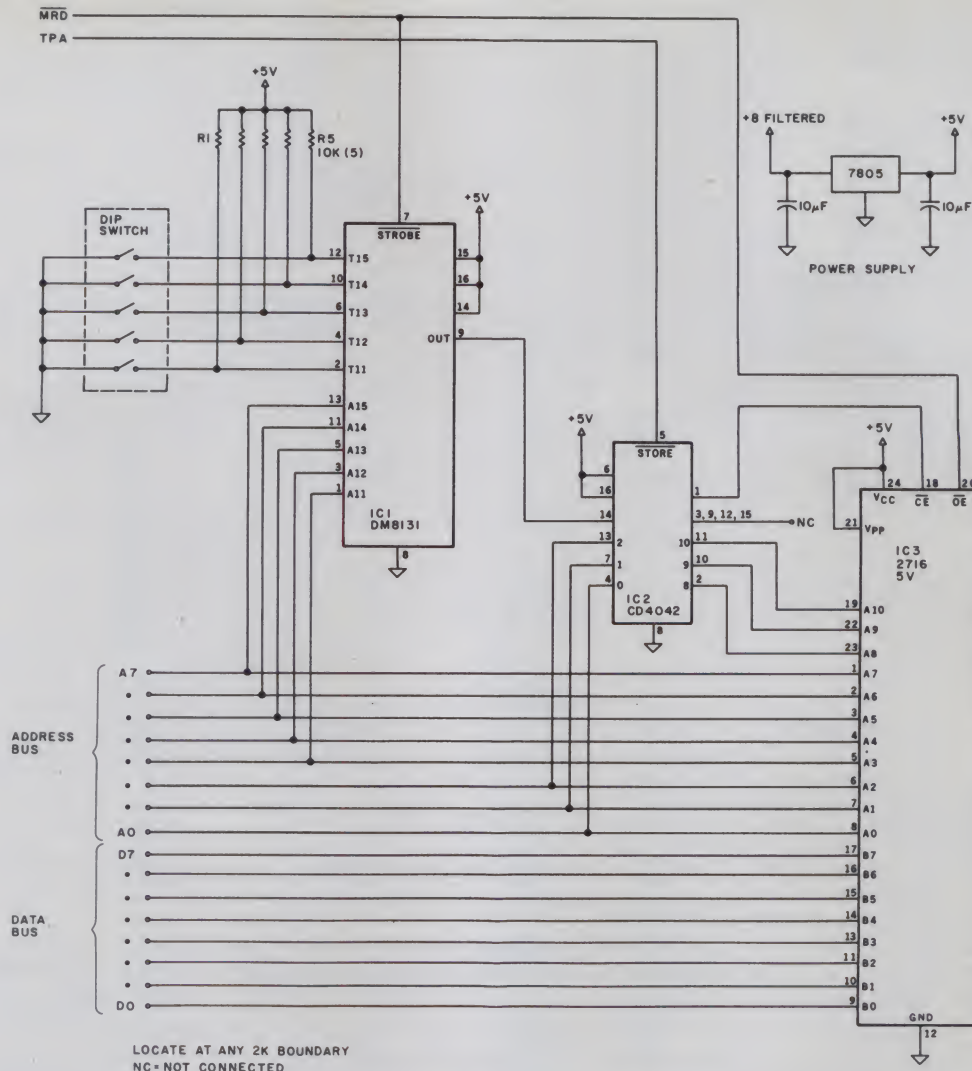 MRD
TPA
+5V
R1
R5
10K (5)
+8 FILTERED
+5V
7805
10µF
10µF
POWER SUPPLY
DIP
SWITCH
7
STROBE
+5V
12 T15
10 T14
6 T13
4 T12
2 T11
15
16
14
OUT 9
13 A15
11 A14
5 A13
3 A12
1 A11
IC1
DM8131
8
+5V
5
STORE
6
16
14
13 2
7 1
4 0
1
3, 9, 12, 15
NC
10 11
9 10
8 2
IC2
CD4042
8
+5V
24 18 20
VCC CE OE
21 VPP
IC3
2716
5V
19 A10
22 A9
23 A8
1 A7
2 A6
3 A5
4 A4
5 A3
6 A2
7 A1
8 A0
17 B7
16 B6
15 B5
14 B4
13 B3
11 B2
10 B1
9 B0
GND
12
A7
ADDRESS
BUS
A0
D7
DATA
BUS
D0
LOCATE AT ANY 2K BOUNDARY
NC = NOT CONNECTED